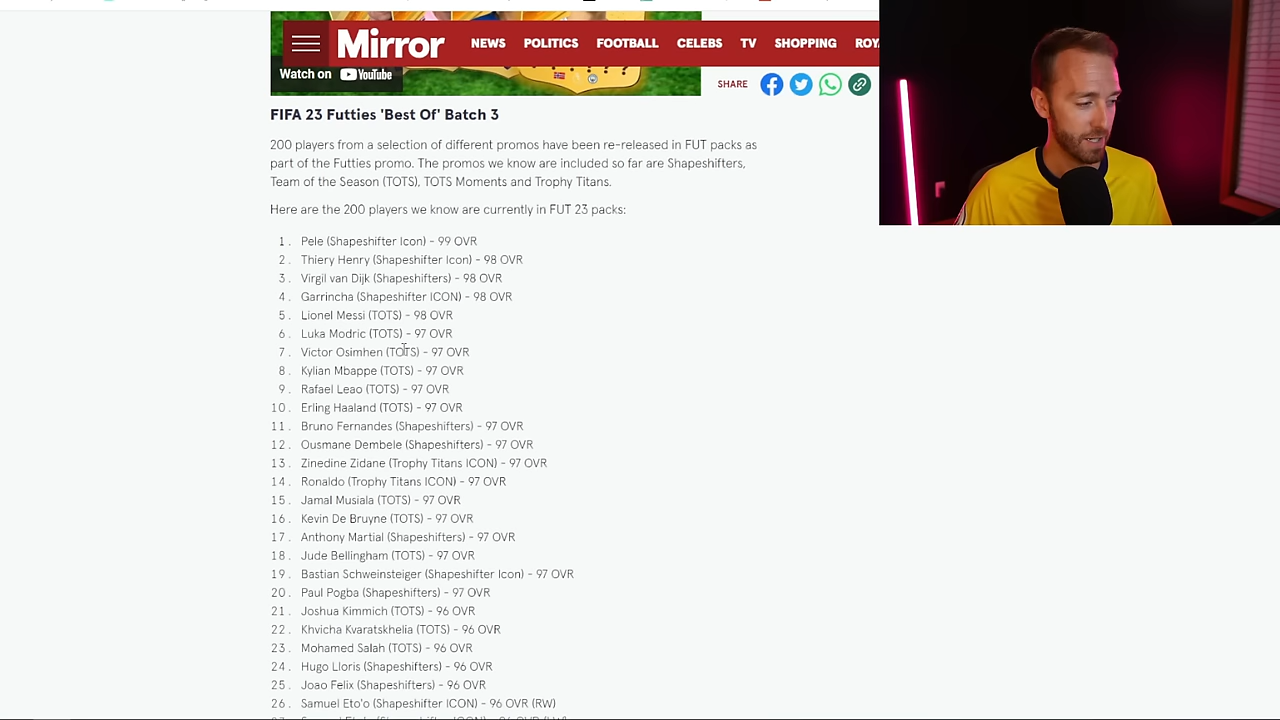 Mirror
NEWS POLITICS FOOTBALL CELEBS TV SHOPPING
Watch on YouTube
SHARE
FIFA 23 Futties 'Best Of' Batch 3
200 players from a selection of different promos have been re-released in FUT packs as
part of the Futties promo. The promos we know are included so far are Shapeshifters,
Team of the Season (TOTS), TOTS Moments and Trophy Titans.
Here are the 200 players we know are currently in FUT 23 packs:
1. Pele (Shapeshifter Icon) - 99 OVR
2. Thiery Henry (Shapeshifter Icon) - 98 OVR
3. Virgil van Dijk (Shapeshifters) - 98 OVR
4. Garrincha (Shapeshifter ICON) - 98 OVR
5. Lionel Messi (TOTS) - 98 OVR
6. Luka Modric (TOTS) - 97 OVR
7. Victor Osimhen (TOTS) - 97 OVR
8. Kylian Mbappe (TOTS) - 97 OVR
9. Rafael Leao (TOTS) - 97 OVR
10. Erling Haaland (TOTS) - 97 OVR
11. Bruno Fernandes (Shapeshifters) - 97 OVR
12. Ousmane Dembele (Shapeshifters) - 97 OVR
13. Zinedine Zidane (Trophy Titans ICON) - 97 OVR
14. Ronaldo (Trophy Titans ICON) - 97 OVR
15. Jamal Musiala (TOTS) - 97 OVR
16. Kevin De Bruyne (TOTS) - 97 OVR
17. Anthony Martial (Shapeshifters) - 97 OVR
18. Jude Bellingham (TOTS) - 97 OVR
19. Bastian Schweinsteiger (Shapeshifter Icon) - 97 OVR
20. Paul Pogba (Shapeshifters) - 97 OVR
21. Joshua Kimmich (TOTS) - 96 OVR
22. Khvicha Kvaratskhelia (TOTS) - 96 OVR
23. Mohamed Salah (TOTS) - 96 OVR
24. Hugo Lloris (Shapeshifters) - 96 OVR
25. Joao Felix (Shapeshifters) - 96 OVR
26. Samuel Eto'o (Shapeshifter ICON) - 96 OVR (RW)